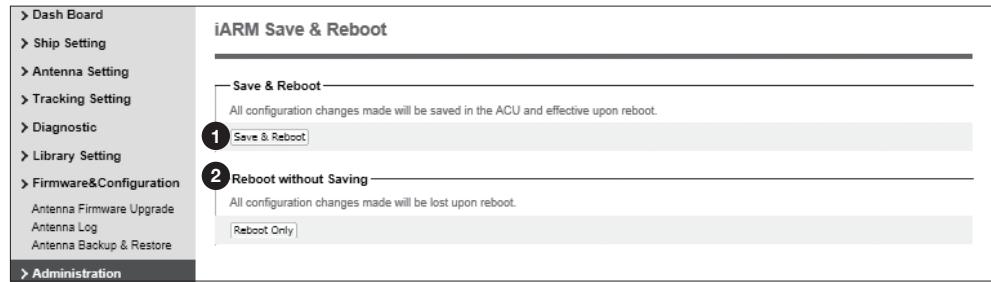 > Dash Board
> Ship Setting
> Antenna Setting
> Tracking Setting
> Diagnostic
> Library Setting
> Firmware&Configuration
Antenna Firmware Upgrade
Antenna Log
Antenna Backup & Restore
> Administration
iARM Save & Reboot
Save & Reboot
All configuration changes made will be saved in the ACU and effective upon reboot.
1 Save & Reboot
2 Reboot without Saving
All configuration changes made will be lost upon reboot.
Reboot Only